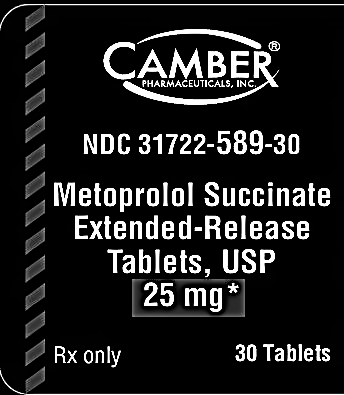 CAMBER®
PHARMACEUTICALS, INC.
NDC 31722-589-30
Metoprolol Succinate
Extended-Release
Tablets, USP
25 mg*
Rx only
30 Tablets